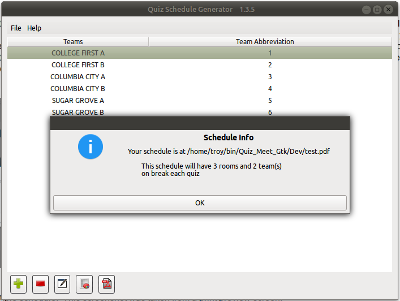 Quiz Schedule Generator 1.3.5
File Help
Teams Team Abbreviation
COLLEGE FIRST A 1
COLLEGE FIRST B 2
COLUMBIA CITY A 3
COLUMBIA CITY B 4
SUGAR GROVE A 5
SUGAR GROVE B 6
Schedule Info
Your schedule is at /home/troy/bin/Quiz_Meet_Gtk/Dev/test.pdf
This schedule will have 3 rooms and 2 team(s)
on break each quiz
OK